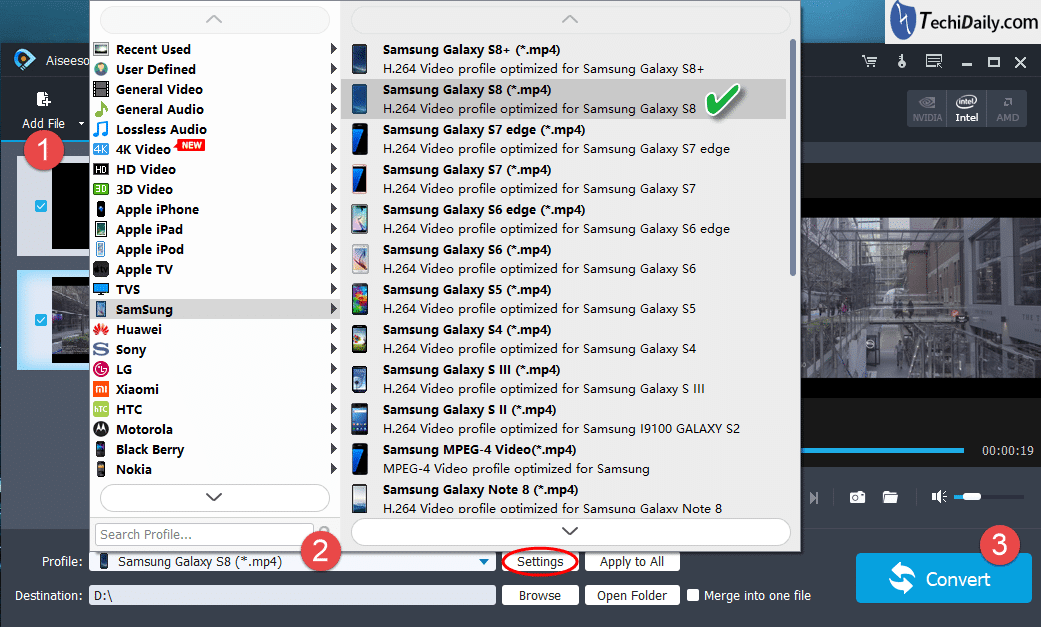 TechiDaily.com
Aiseeso
Add File
1
NVIDIA
intel
Intel
AMD
Recent Used
User Defined
General Video
General Audio
Lossless Audio
4K 4K Video NEW
HD HD Video
3D 3D Video
Apple iPhone
Apple iPad
Apple iPod
Apple TV
TVS
SamSung
Huawei
Sony
LG
mi Xiaomi
hTC HTC
Motorola
Black Berry
Nokia
Search Profile...
Samsung Galaxy S8+ (*.mp4)
H.264 Video profile optimized for Samsung Galaxy S8+
Samsung Galaxy S8 (*.mp4)
H.264 Video profile optimized for Samsung Galaxy S8
Samsung Galaxy S7 edge (*.mp4)
H.264 Video profile optimized for Samsung Galaxy S7 edge
Samsung Galaxy S7 (*.mp4)
H.264 Video profile optimized for Samsung Galaxy S7
Samsung Galaxy S6 edge (*.mp4)
H.264 Video profile optimized for Samsung Galaxy S6 edge
Samsung Galaxy S6 (*.mp4)
H.264 Video profile optimized for Samsung Galaxy S6
Samsung Galaxy S5 (*.mp4)
H.264 Video profile optimized for Samsung Galaxy S5
Samsung Galaxy S4 (*.mp4)
H.264 Video profile optimized for Samsung Galaxy S4
Samsung Galaxy S III (*.mp4)
H.264 Video profile optimized for Samsung Galaxy S III
Samsung Galaxy S II (*.mp4)
H.264 Video profile optimized for Samsung I9100 GALAXY S2
Samsung MPEG-4 Video(*.mp4)
MPEG-4 Video profile optimized for Samsung
Samsung Galaxy Note 8 (*.mp4)
H.264 Video profile optimized for Samsung Galaxy Note 8
00:00:19
2
3
Profile: Samsung Galaxy S8 (*.mp4) Settings Apply to All
Convert
Destination: D:\ Browse Open Folder Merge into one file